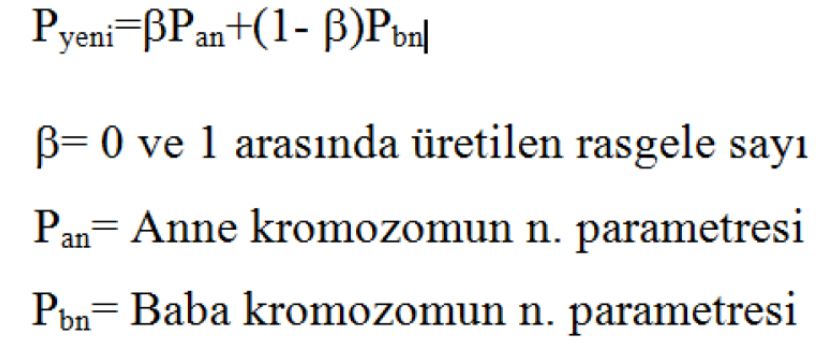 Pyeni=βPan+(1- β)Pbn
β= 0 ve 1 arasında üretilen rasgele sayı
Pan= Anne kromozomun n. parametresi
Pbn= Baba kromozomun n. parametresi